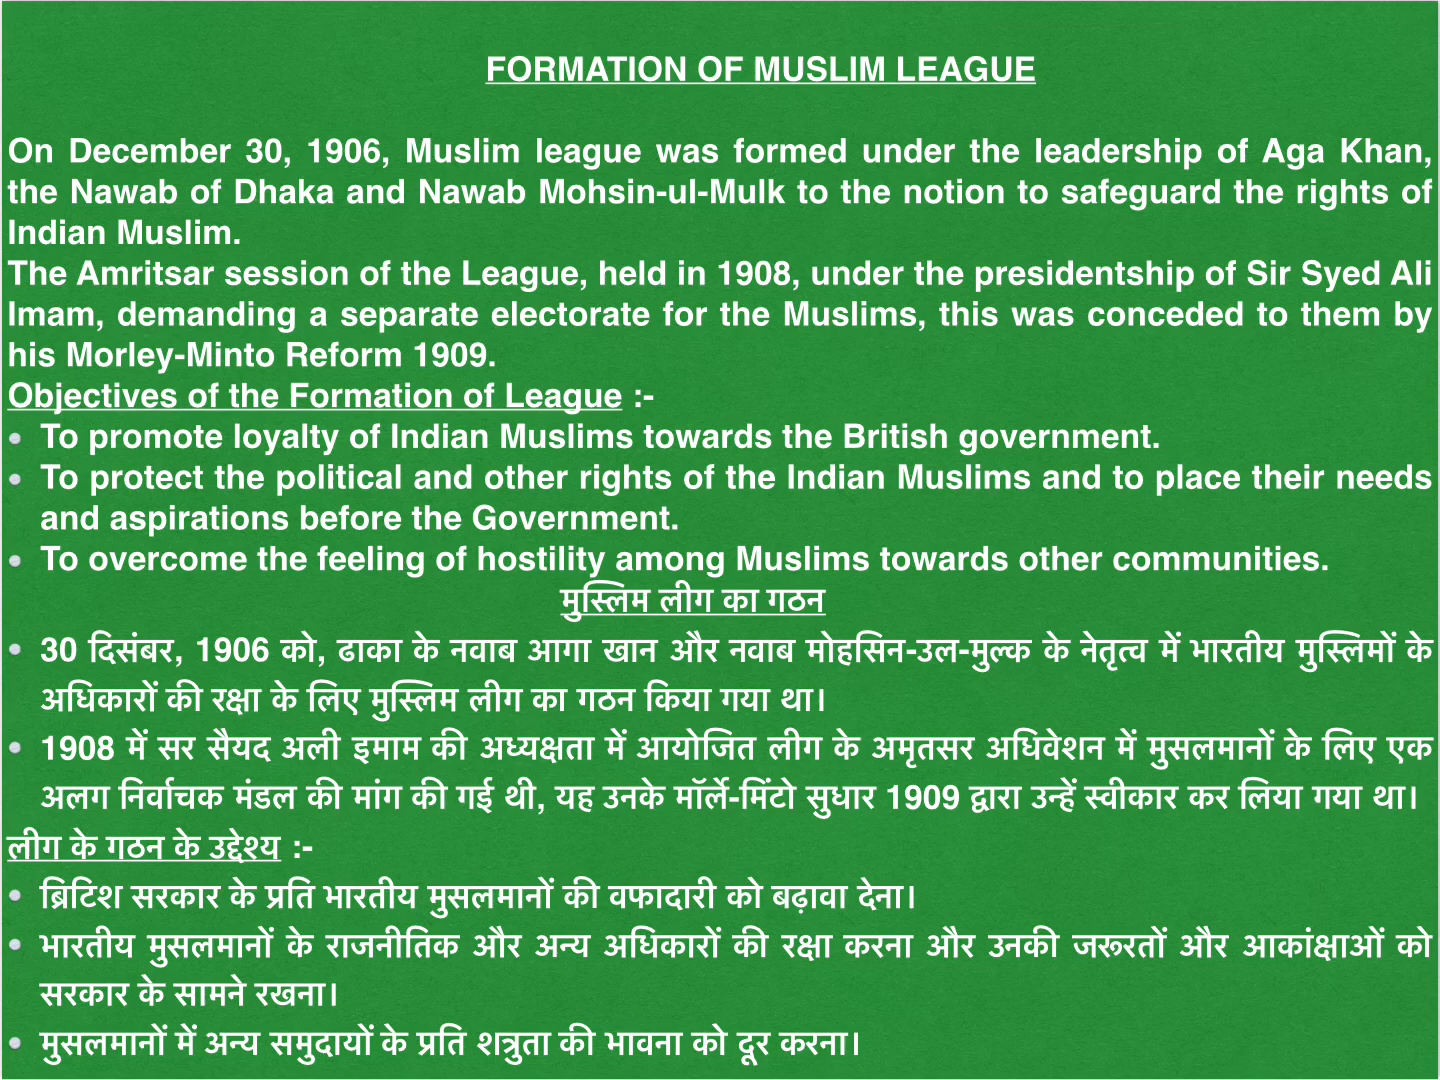 FORMATION OF MUSLIM LEAGUE
On December 30, 1906, Muslim league was formed under the leadership of Aga Khan,
the Nawab of Dhaka and Nawab Mohsin-ul-Mulk to the notion to safeguard the rights of
Indian Muslim.
The Amritsar session of the League, held in 1908, under the presidentship of Sir Syed Ali
Imam, demanding a separate electorate for the Muslims, this was conceded to them by
his Morley-Minto Reform 1909.
Objectives of the Formation of League :-
• To promote loyalty of Indian Muslims towards the British government.
• To protect the political and other rights of the Indian Muslims and to place their needs
and aspirations before the Government.
• To overcome the feeling of hostility among Muslims towards other communities.
मुस्लिम लीग का गठन
• 30 दिसंबर, 1906 को, ढाका के नवाब आगा खान और नवाब मोहसिन-उल-मुल्क के नेतृत्व में भारतीय मुस्लिमों के
अधिकारों की रक्षा के लिए मुस्लिम लीग का गठन किया गया था।
• 1908 में सर सैयद अली इमाम की अध्यक्षता में आयोजित लीग के अमृतसर अधिवेशन में मुसलमानों के लिए एक
अलग निर्वाचक मंडल की मांग की गई थी, यह उनके मॉर्ले-मिंटो सुधार 1909 द्वारा उन्हें स्वीकार कर लिया गया था।
लीग के गठन के उद्देश्य :-
• ब्रिटिश सरकार के प्रति भारतीय मुसलमानों की वफादारी को बढ़ावा देना।
• भारतीय मुसलमानों के राजनीतिक और अन्य अधिकारों की रक्षा करना और उनकी जरूरतों और आकांक्षाओं को
सरकार के सामने रखना।
• मुसलमानों में अन्य समुदायों के प्रति शत्रुता की भावना को दूर करना।